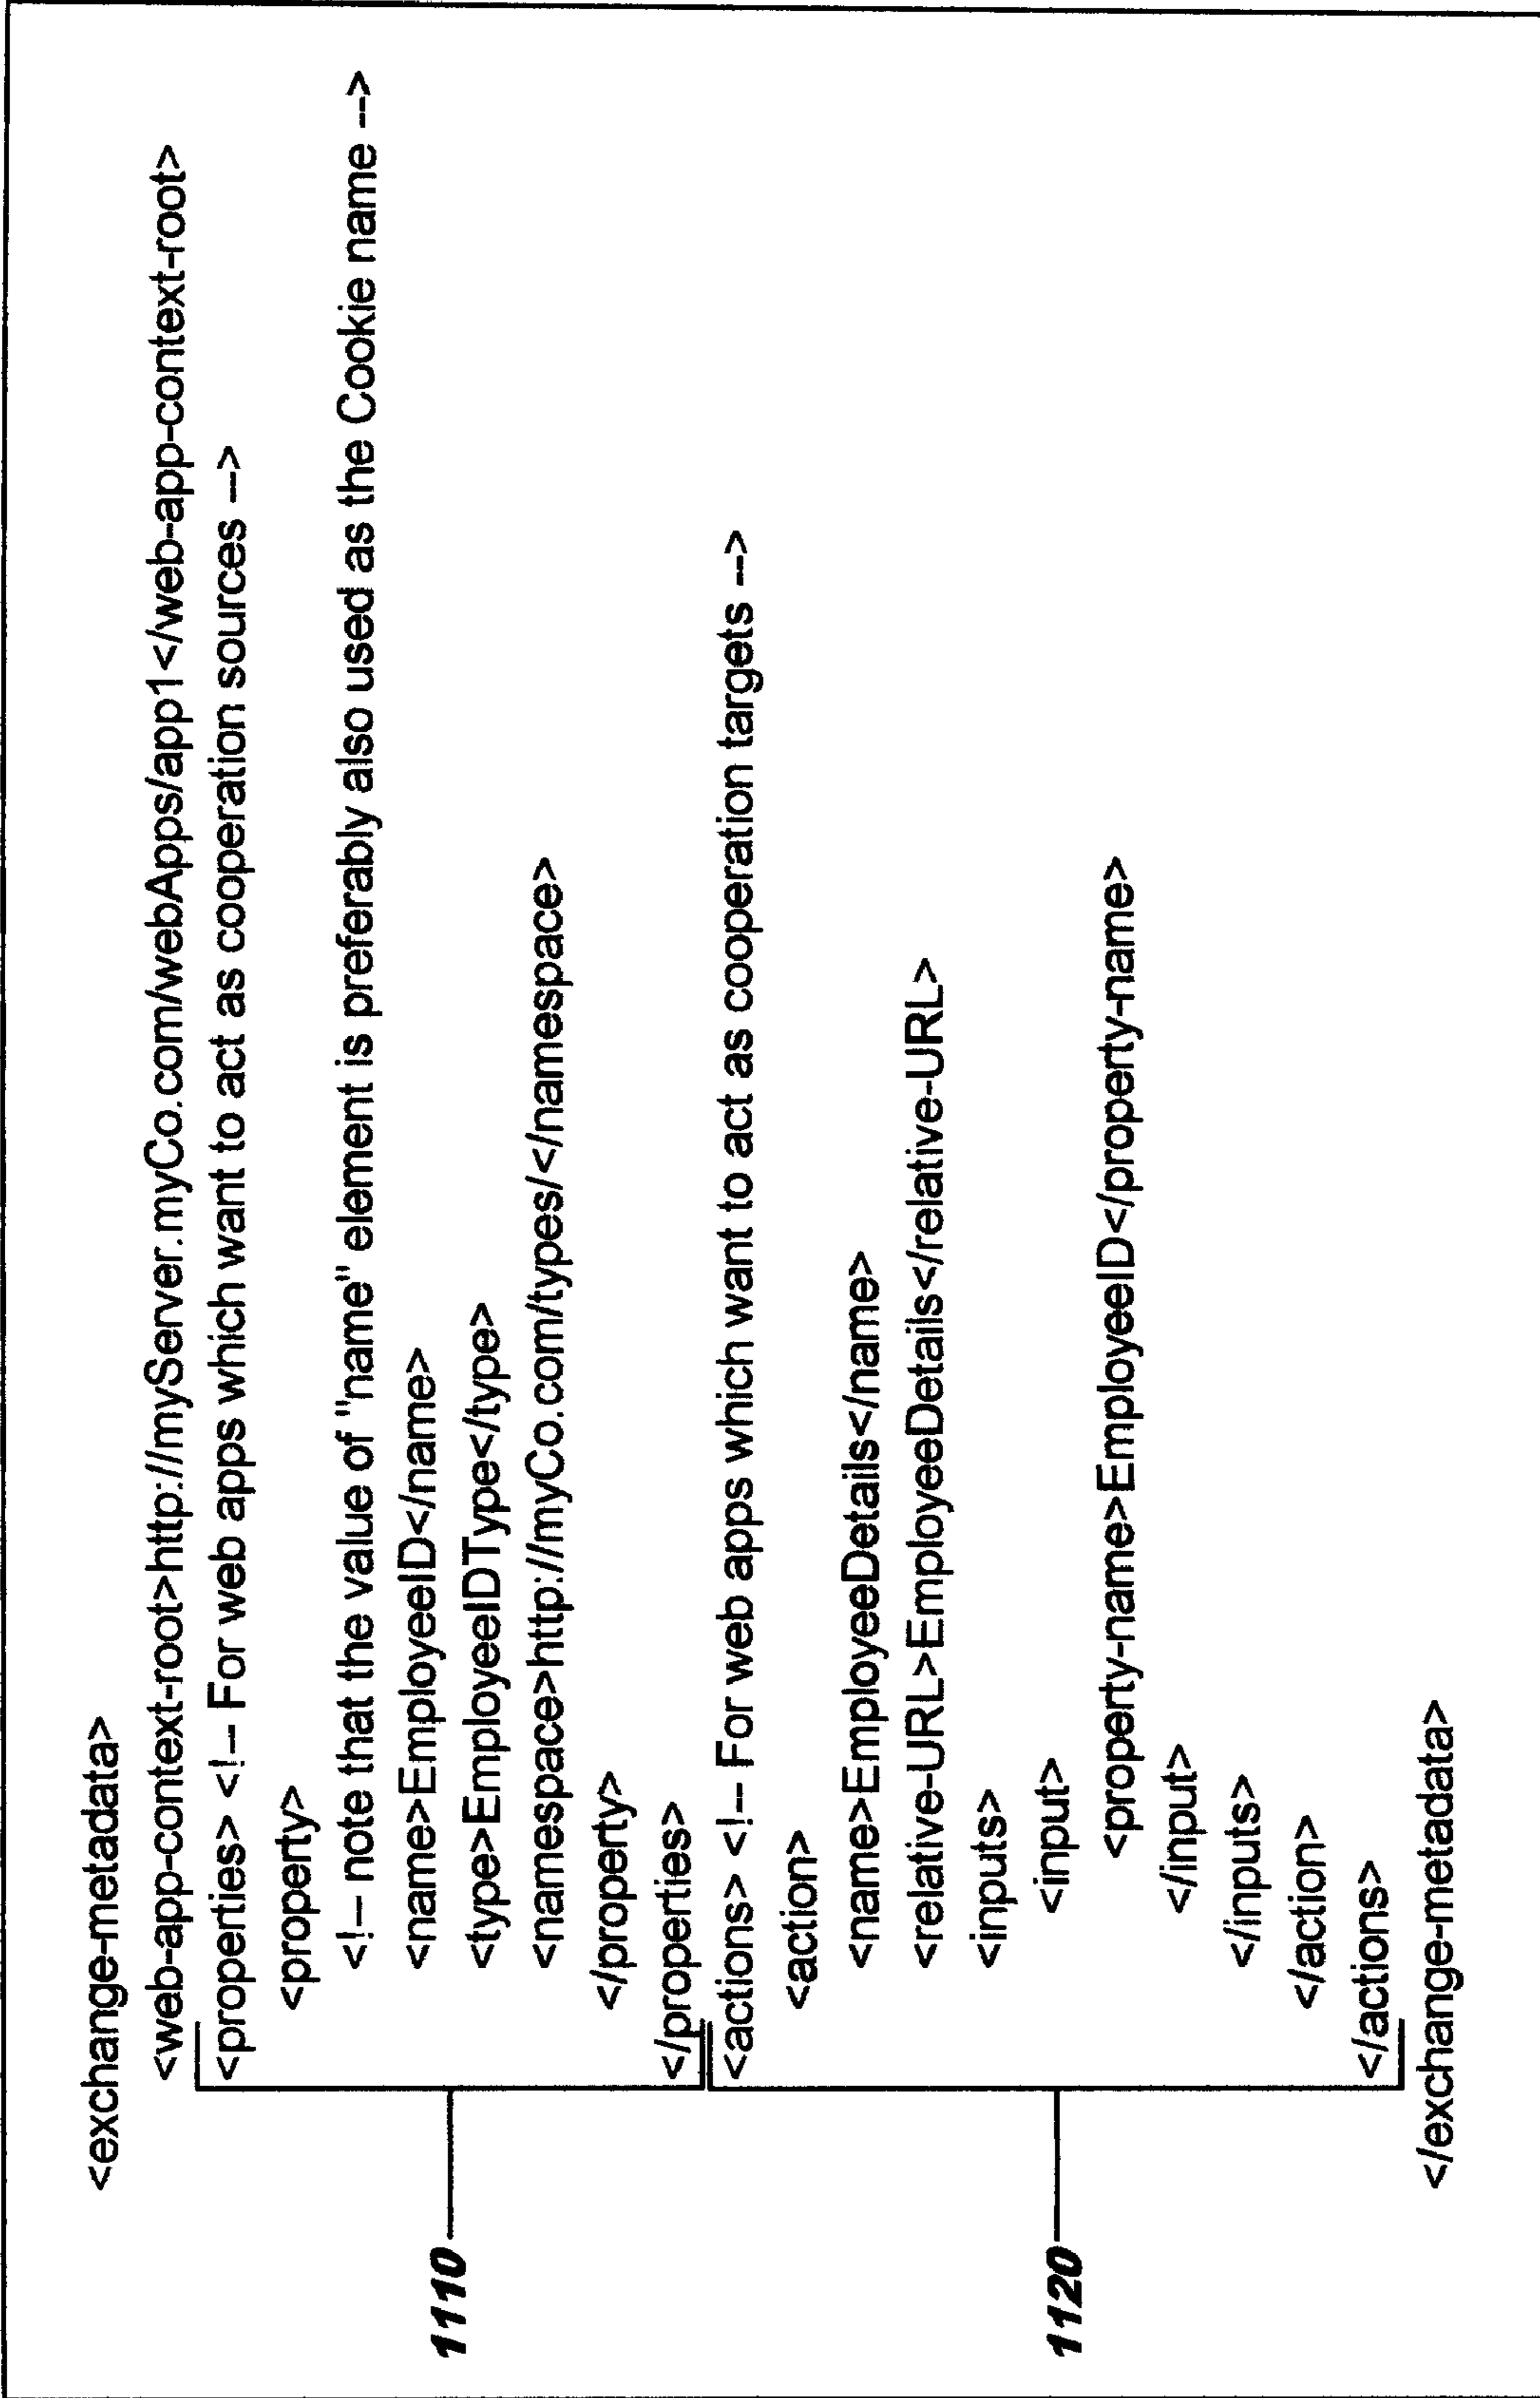 <exchange-metadata>
<web-app-context-root>http://myServer.myCo.com/webApps/app1</web-app-context-root>
<properties> <!-- For web apps which want to act as cooperation sources -->
<property>
<!-- note that the value of "name" element is preferably also used as the Cookie name -->
<name>EmployeeID</name>
<type>EmployeeIDType</type>
<namespace>http://myCo.com/types/</namespace>
</property>
</properties>
1110
<actions> <!-- For web apps which want to act as cooperation targets -->
<action>
<name>EmployeeDetails</name>
<relative-URL>EmployeeDetails</relative-URL>
<inputs>
<input>
<property-name>EmployeeID</property-name>
</input>
</inputs>
</action>
</actions>
1120
</exchange-metadata>